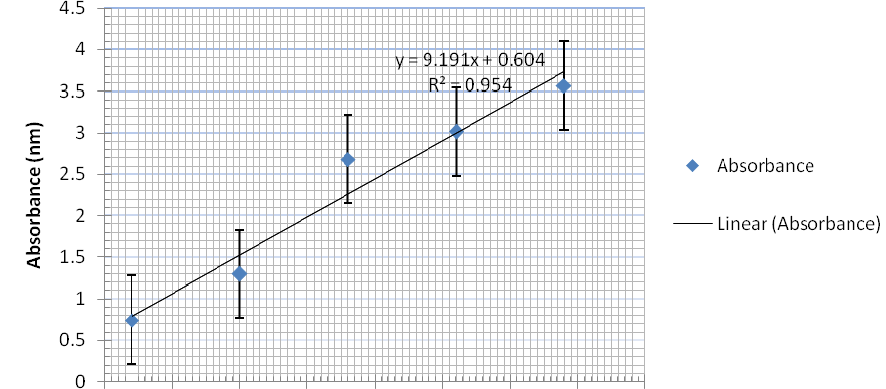 4.5
4
3.5
3
2.5
2
1.5
1
0.5
0
Absorbance (nm)
y = 9.191x + 0.604
R² = 0.954
Absorbance
Linear (Absorbance)